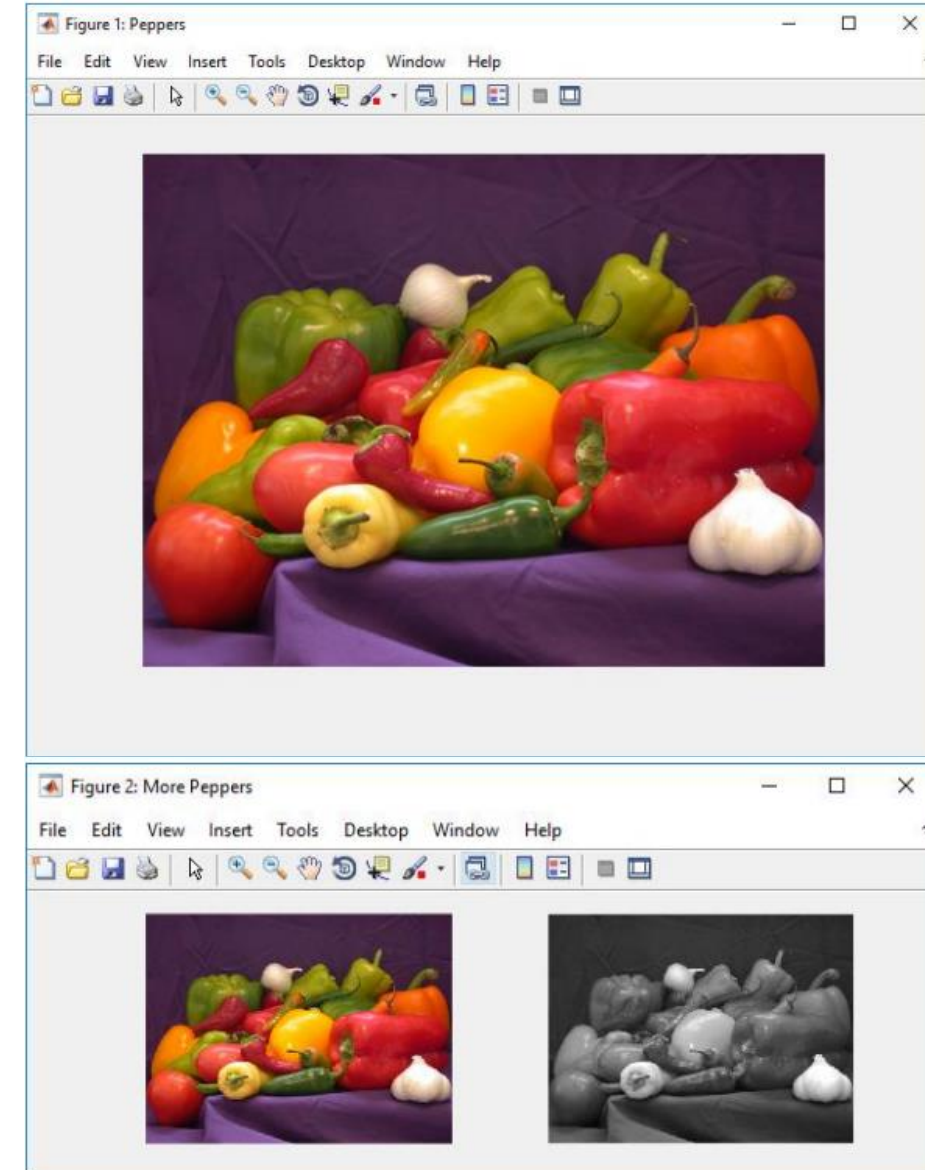 Figure 1: Peppers
File Edit View Insert Tools Desktop Window Help
Figure 2: More Peppers
File Edit View Insert Tools Desktop Window Help